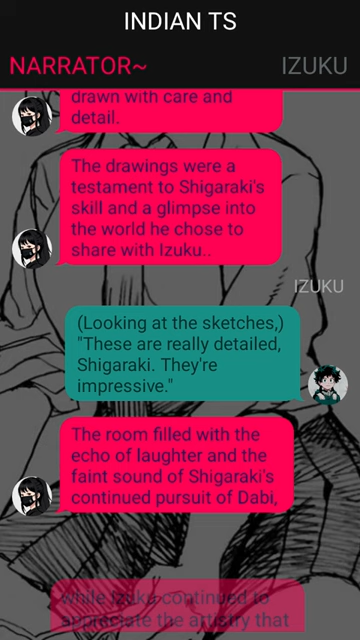 INDIAN TS
NARRATOR~ IZUKU
drawn with care and
detail.
The drawings were a
testament to Shigaraki's
skill and a glimpse into
the world he chose to
share with Izuku..
IZUKU
(Looking at the sketches,)
"These are really detailed,
Shigaraki. They're
impressive."
The room filled with the
echo of laughter and the
faint sound of Shigaraki's
continued pursuit of Dabi,
while Izuku continued to
appreciate the artistry that